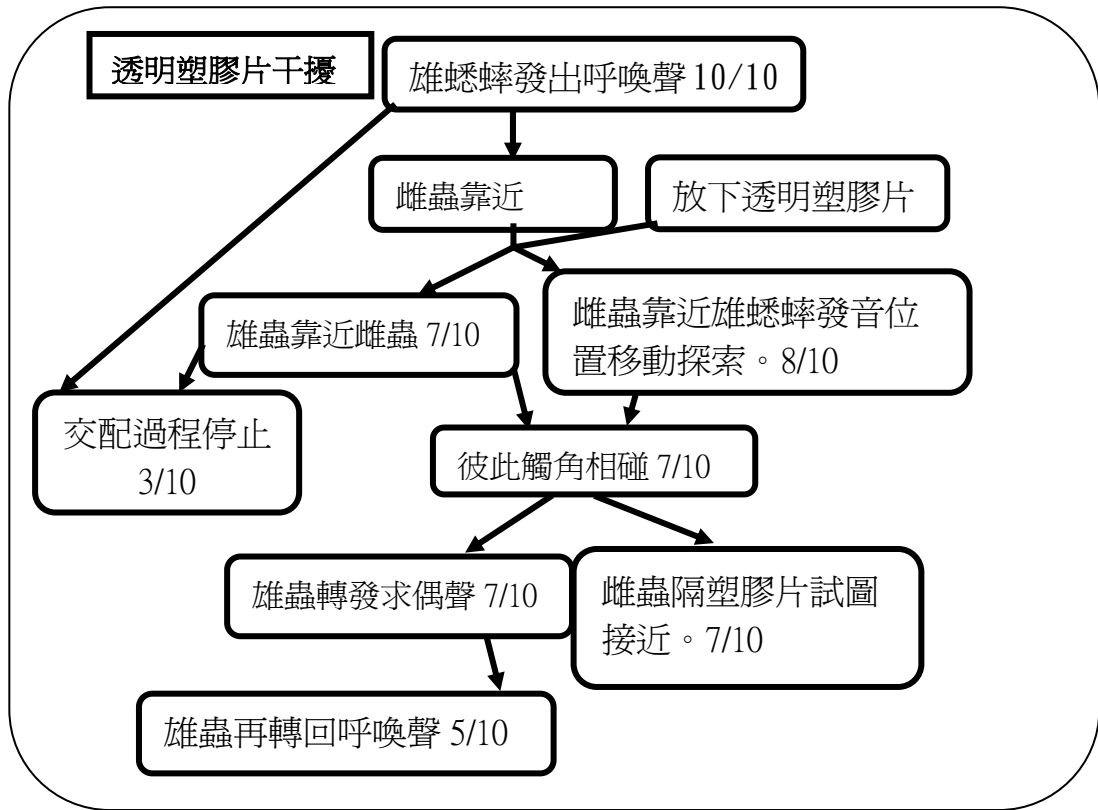 透明塑膠片干擾
雄蟋蟀發出呼喚聲 10/10
雌蟲靠近
放下透明塑膠片
雄蟲靠近雌蟲 7/10
雌蟲靠近雄蟋蟀發音位
置移動探索。8/10
交配過程停止
3/10
彼此觸角相碰 7/10
雄蟲轉發求偶聲 7/10
雌蟲隔塑膠片試圖
接近。7/10
雄蟲再轉回呼喚聲 5/10